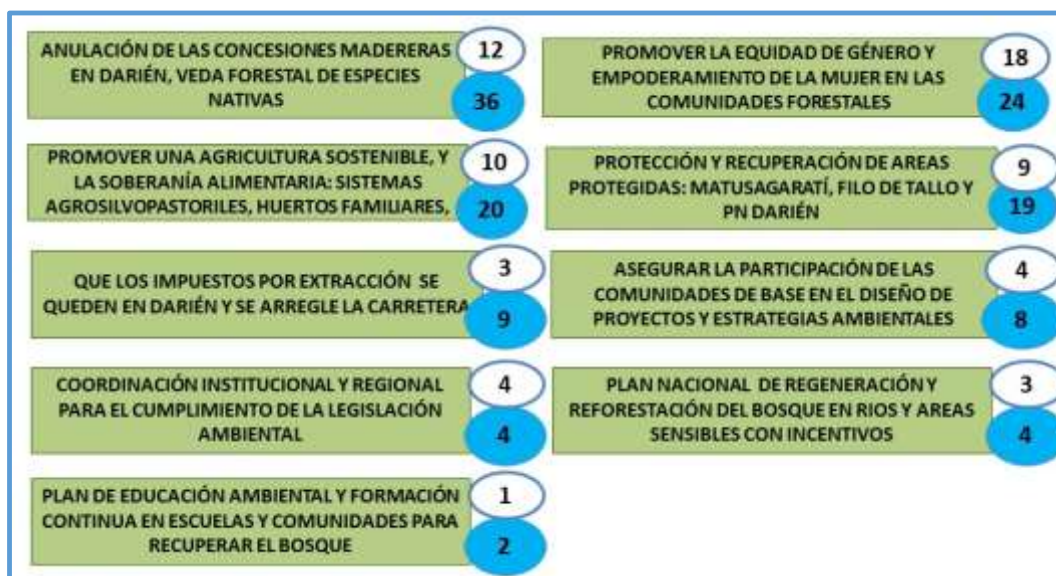 ANULACIÓN DE LAS CONCESIONES MADERERAS
EN DARIÉN, VEDA FORESTAL DE ESPECIES
NATIVAS
12
36
PROMOVER LA EQUIDAD DE GÉNERO Y
EMPODERAMIENTO DE LA MUJER EN LAS
COMUNIDADES FORESTALES
18
24
PROMOVER UNA AGRICULTURA SOSTENIBLE, Y
LA SOBERANÍA ALIMENTARIA: SISTEMAS
AGROSILVOPASTORILES, HUERTOS FAMILIARES,
10
20
PROTECCIÓN Y RECUPERACIÓN DE AREAS
PROTEGIDAS: MATUSAGARATÍ, FILO DE TALLO Y
PN DARIÉN
9
19
QUE LOS IMPUESTOS POR EXTRACCIÓN SE
QUEDEN EN DARIÉN Y SE ARREGLE LA CARRETERA
3
9
ASEGURAR LA PARTICIPACIÓN DE LAS
COMUNIDADES DE BASE EN EL DISEÑO DE
PROYECTOS Y ESTRATEGIAS AMBIENTALES
4
8
COORDINACIÓN INSTITUCIONAL Y REGIONAL
PARA EL CUMPLIMIENTO DE LA LEGISLACIÓN
AMBIENTAL
4
4
PLAN NACIONAL DE REGENERACIÓN Y
REFORESTACIÓN DEL BOSQUE EN RIOS Y AREAS
SENSIBLES CON INCENTIVOS
3
4
PLAN DE EDUCACIÓN AMBIENTAL Y FORMACIÓN
CONTINUA EN ESCUELAS Y COMUNIDADES PARA
RECUPERAR EL BOSQUE
1
2